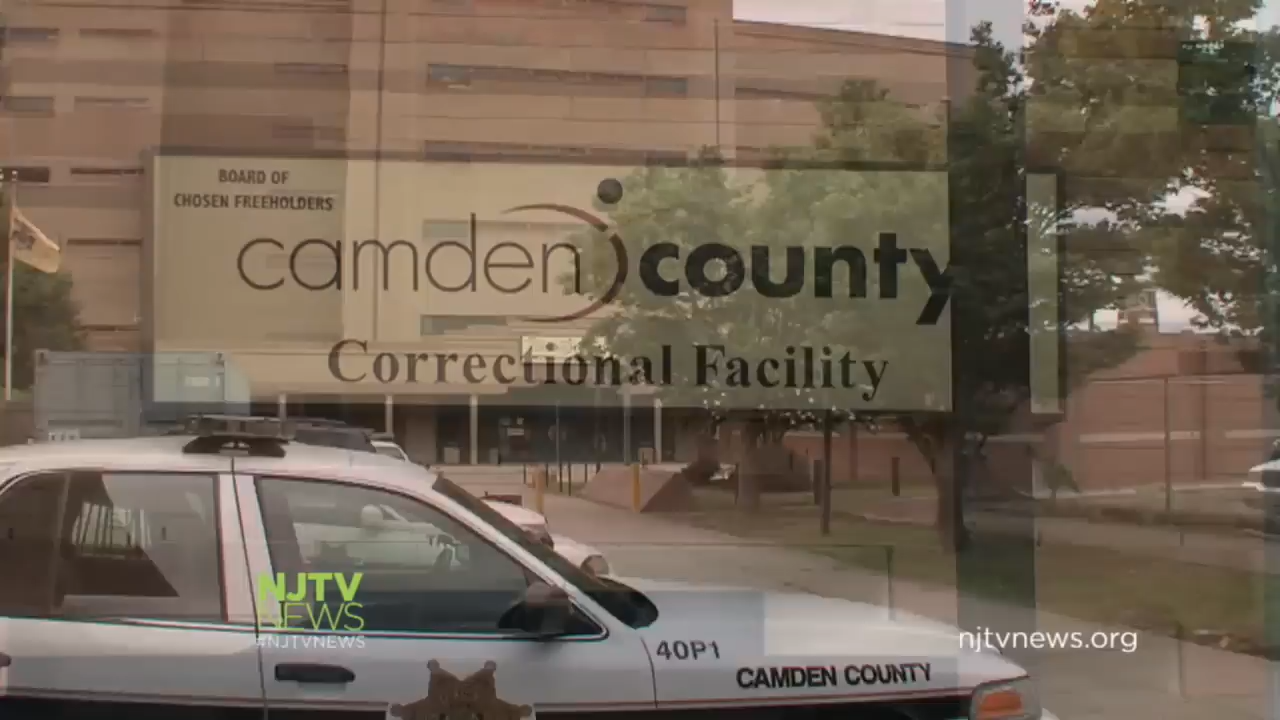 BOARD OF
CHOSEN FREEHOLDERS
camden county
Correctional Facility
NJTV
NEWS
#NJTVNEWS
njtvnews.org
40P1
CAMDEN COUNTY